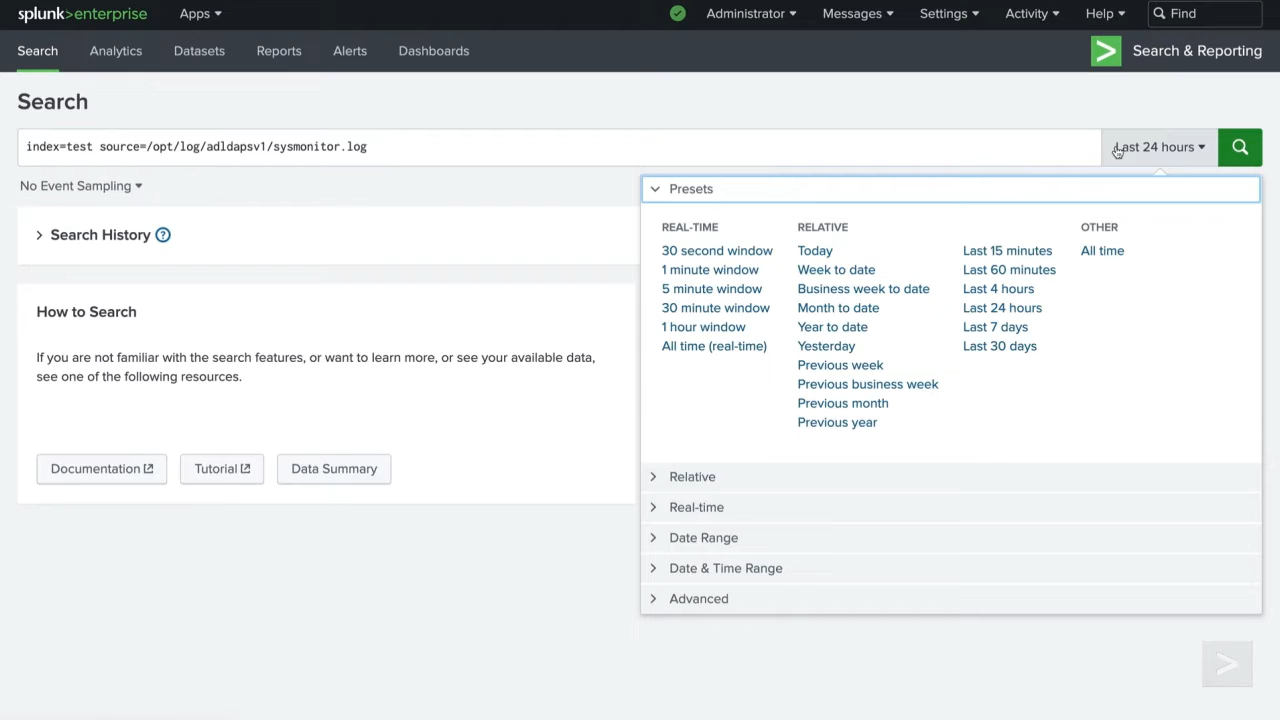 splunk>enterprise Apps Administrator Messages Settings Activity Help Find
Search Analytics Datasets Reports Alerts Dashboards Search & Reporting
Search
index=test source=/opt/log/adldapsv1/sysmonitor.log Last 24 hours
No Event Sampling
Search History ?
How to Search
If you are not familiar with the search features, or want to learn more, or see your available data,
see one of the following resources.
Documentation Tutorial Data Summary
Presets
REAL-TIME
30 second window
1 minute window
5 minute window
30 minute window
1 hour window
All time (real-time)
RELATIVE
Today
Week to date
Business week to date
Month to date
Year to date
Yesterday
Previous week
Previous business week
Previous month
Previous year
Last 15 minutes
Last 60 minutes
Last 4 hours
Last 24 hours
Last 7 days
Last 30 days
OTHER
All time
Relative
Real-time
Date Range
Date & Time Range
Advanced